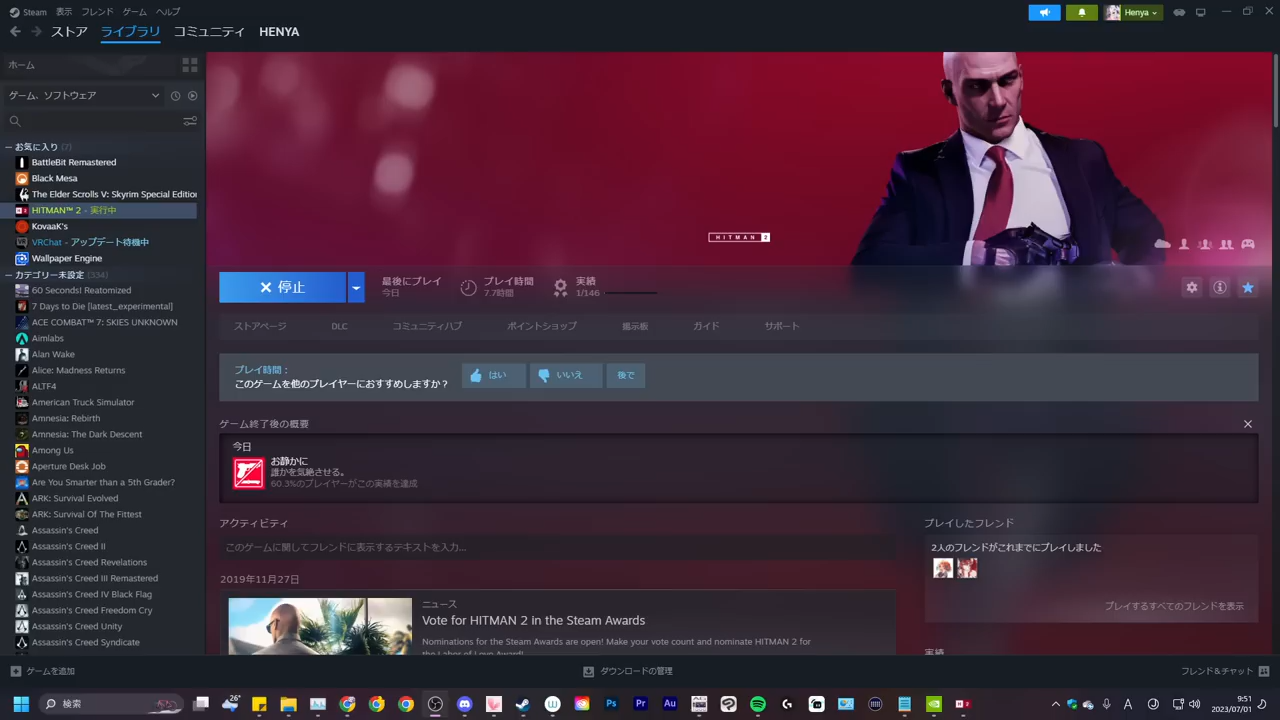 Steam 表示 フレンド ゲーム ヘルプ
Henya
ストア ライブラリ コミュニティ HENYA
ホーム
ゲーム、ソフトウェア
お気に入り (7)
BattleBit Remastered
Black Mesa
The Elder Scrolls V: Skyrim Special Edition
HITMAN™ 2 - 実行中
KovaaK's
VRChat - アップデート待機中
Wallpaper Engine
カテゴリー未設定 (334)
60 Seconds! Reatomized
7 Days to Die [latest_experimental]
ACE COMBAT™ 7: SKIES UNKNOWN
Aimlabs
Alan Wake
Alice: Madness Returns
ALTF4
American Truck Simulator
Amnesia: Rebirth
Amnesia: The Dark Descent
Among Us
Aperture Desk Job
Are You Smarter than a 5th Grader?
ARK: Survival Evolved
ARK: Survival Of The Fittest
Assassin's Creed
Assassin's Creed II
Assassin's Creed Revelations
Assassin's Creed III Remastered
Assassin's Creed IV Black Flag
Assassin's Creed Freedom Cry
Assassin's Creed Unity
Assassin's Creed Syndicate
HITMAN 2
停止
最後にプレイ
今日
プレイ時間
7.7時間
実績
1/146
ストアページ DLC コミュニティハブ ポイントショップ 掲示板 ガイド サポート
プレイ時間：
このゲームを他のプレイヤーにおすすめしますか？
はい いいえ 後で
ゲーム終了後の概要
今日
お静かに
誰かを気絶させる。
60.3%のプレイヤーがこの実績を達成
アクティビティ
このゲームに関してフレンドに表示するテキストを入力...
2019年11月27日
ニュース
Vote for HITMAN 2 in the Steam Awards
Nominations for the Steam Awards are open! Make your vote count and nominate HITMAN 2 for
the Labor of Love Award!
プレイしたフレンド
2人のフレンドがこれまでにプレイしました
プレイするすべてのフレンドを表示
実績
ゲームを追加
ダウンロードの管理
フレンド&チャット
検索
26°
Ps Pr Au
A
9:51
2023/07/01